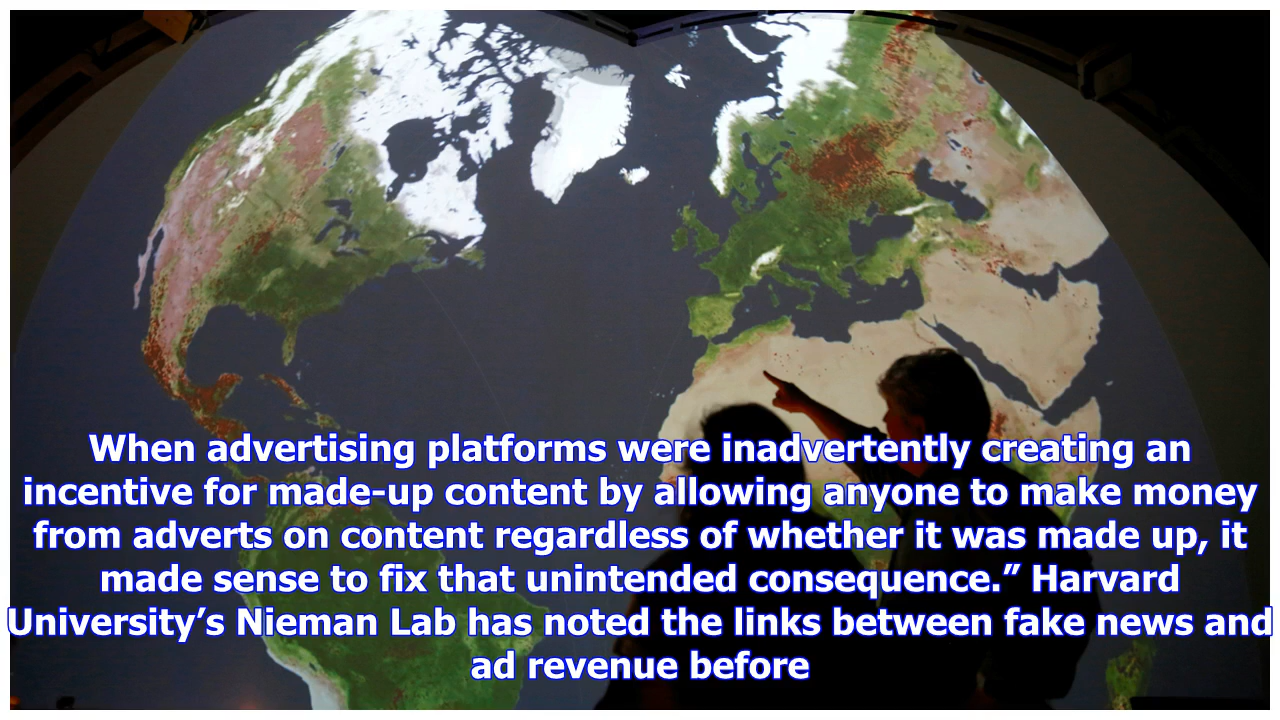 When advertising platforms were inadvertently creating an
incentive for made-up content by allowing anyone to make money
from adverts on content regardless of whether it was made up, it
made sense to fix that unintended consequence.” Harvard
University’s Nieman Lab has noted the links between fake news and
ad revenue before